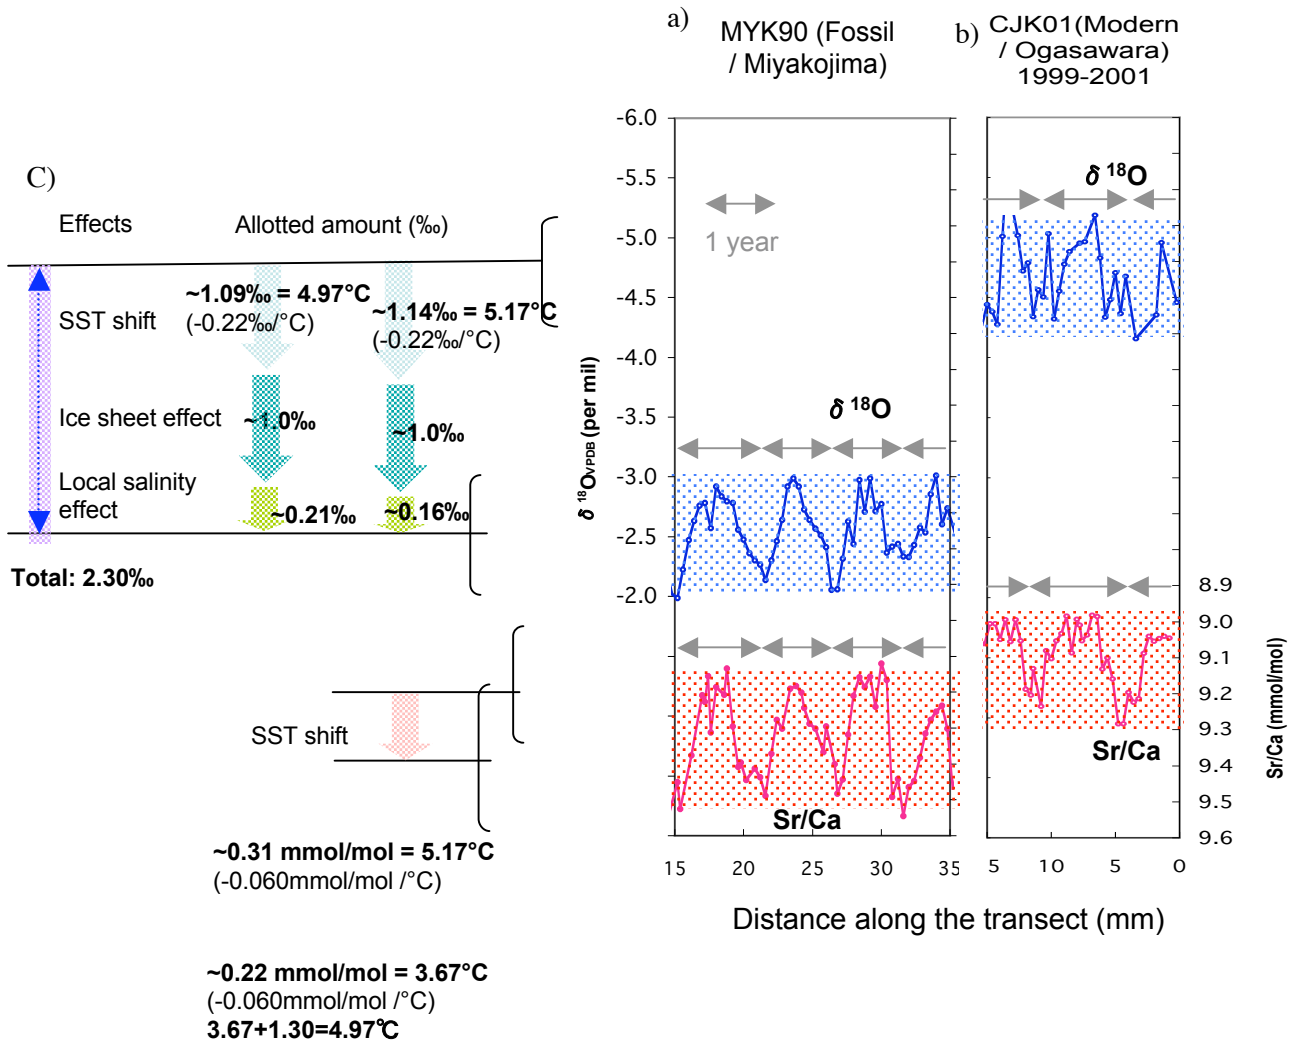 a)
MYK90 (Fossil
/ Miyakojima)
b)
CJK01(Modern
/ Ogasawara)
1999-2001
C)
Effects
Allotted amount (‰)
SST shift
~1.09‰ = 4.97°C
(-0.22‰/°C)
~1.14‰ = 5.17°C
(-0.22‰/°C)
Ice sheet effect
~1.0‰
~1.0‰
Local salinity
effect
~0.21‰
~0.16‰
Total: 2.30‰
SST shift
~0.31 mmol/mol = 5.17°C
(-0.060mmol/mol /°C)
~0.22 mmol/mol = 3.67°C
(-0.060mmol/mol /°C)
3.67+1.30=4.97℃
δ 18OVPDB (per mil)
-6.0
-5.5
-5.0
-4.5
-4.0
-3.5
-3.0
-2.5
-2.0
1 year
δ 18O
Sr/Ca
15
20
25
30
35
δ 18O
Sr/Ca
5
10
5
0
8.9
9.0
9.1
9.2
9.3
9.4
9.5
9.6
Sr/Ca (mmol/mol)
Distance along the transect (mm)